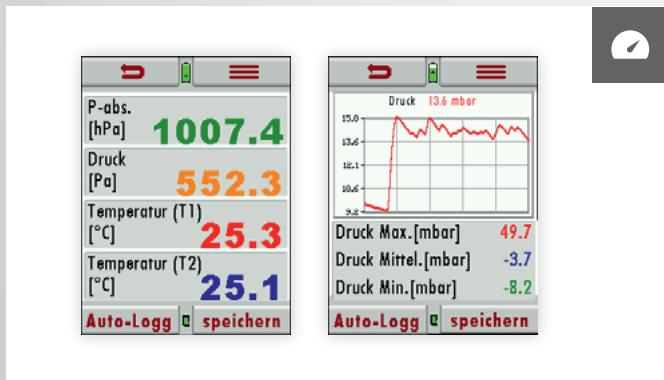 P-abs.
[hPa] 1007.4
Druck
[Pa] 552.3
Temperatur (T1)
[°C] 25.3
Temperatur (T2)
[°C] 25.1
Auto-Logg speichern
Druck 13.6 mbar
15.0
13.6
12.1
10.6
9.2
Druck Max.[mbar] 49.7
Druck Mittel.[mbar] -3.7
Druck Min.[mbar] -8.2
Auto-Logg speichern